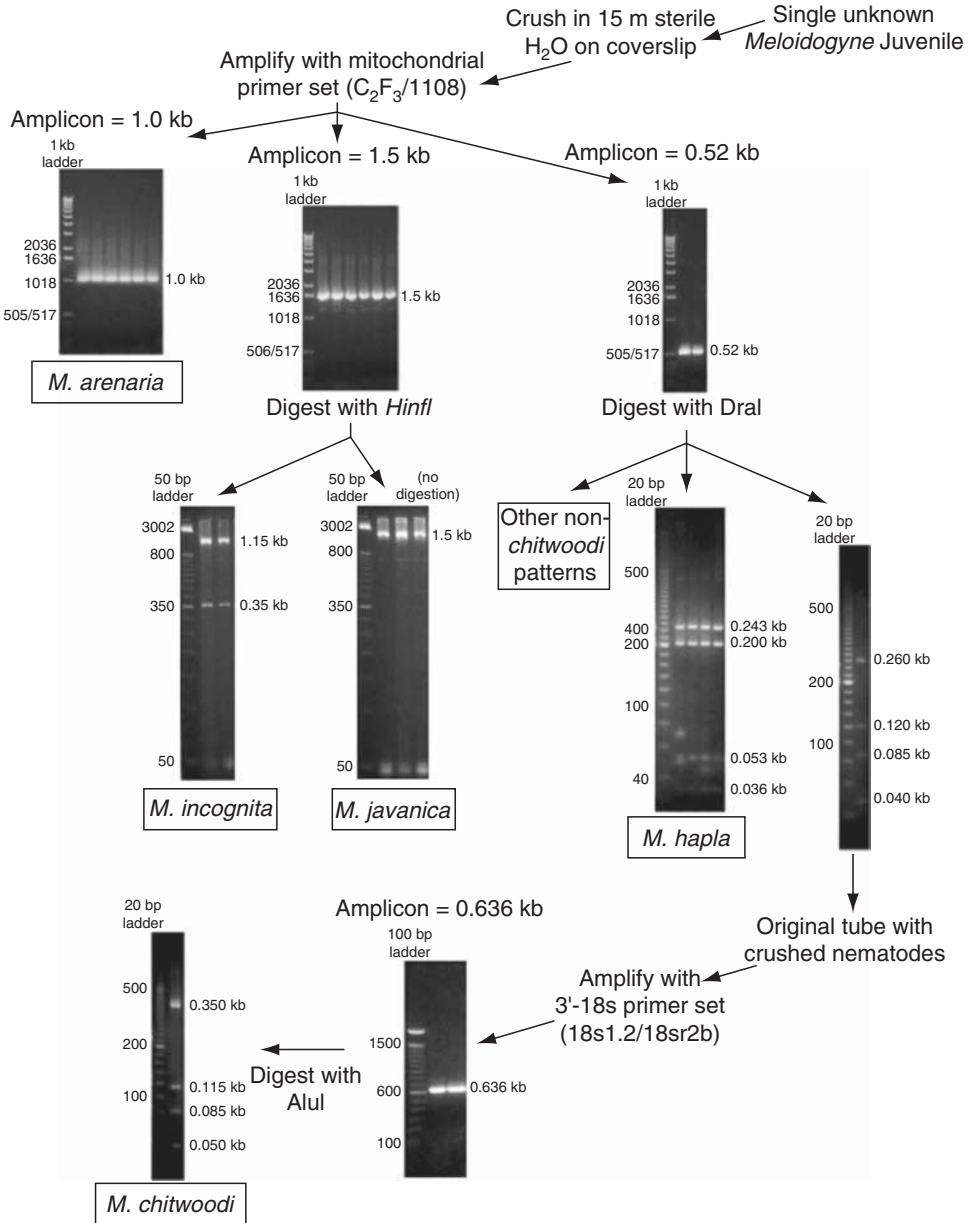 Single unknown
Meloidogyne Juvenile
Crush in 15 m sterile
H2O on coverslip
Amplify with mitochondrial
primer set (C2F3/1108)
Amplicon = 1.0 kb
1kb
ladder
2036
1636
1018
505/517
1.0 kb
M. arenaria
Amplicon = 1.5 kb
1kb
ladder
2036
1636
1018
506/517
1.5 kb
Digest with Hinfl
Amplicon = 0.52 kb
1kb
ladder
2036
1636
1018
505/517
0.52 kb
Digest with Dral
50 bp
ladder
3002
800
350
50
1.15 kb
0.35 kb
M. incognita
50 bp
ladder
(no
digestion)
3002
800
350
50
1.5 kb
M. javanica
Other non-
chitwoodi
patterns
20 bp
ladder
500
400
200
100
40
0.243 kb
0.200 kb
0.053 kb
0.036 kb
M. hapla
20 bp
ladder
500
200
100
0.260 kb
0.120 kb
0.085 kb
0.040 kb
Original tube with
crushed nematodes
Amplify with
3'-18s primer set
(18s1.2/18sr2b)
Amplicon = 0.636 kb
100 bp
ladder
1500
600
100
0.636 kb
Digest with
Alul
20 bp
ladder
500
200
100
0.350 kb
0.115 kb
0.085 kb
0.050 kb
M. chitwoodi